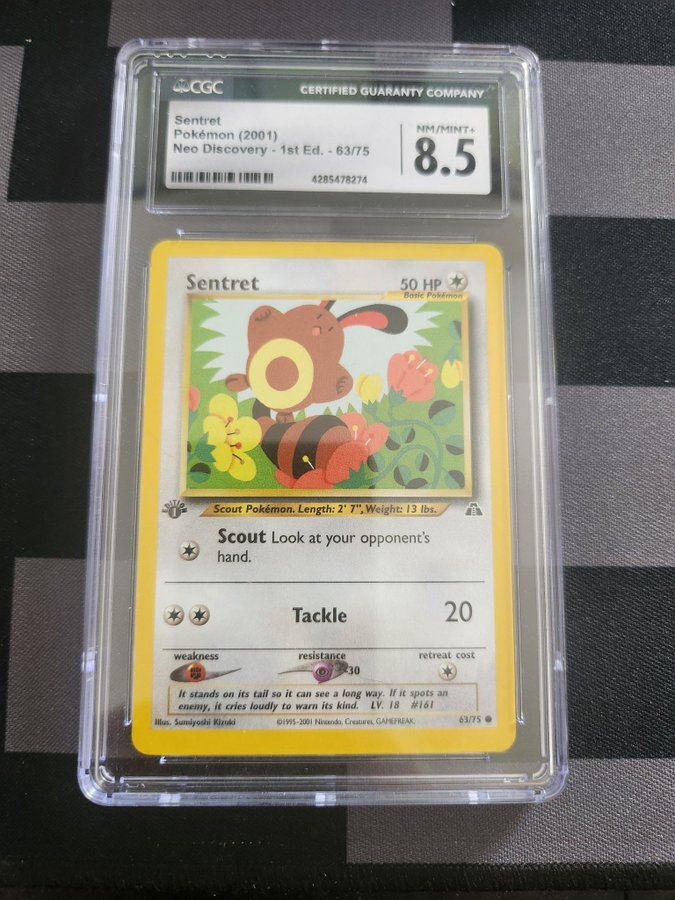 CGC CERTIFIED GUARANTY COMPANY
Sentret
Pokémon (2001)
Neo Discovery - 1st Ed. - 63/75
NM/MINT+
8.5
4285478274
Sentret 50 HP
Basic Pokémon
EDITION 1
Scout Pokémon. Length: 2' 7", Weight: 13 lbs.
Scout Look at your opponent's
hand.
Tackle 20
weakness resistance retreat cost
-30
It stands on its tail so it can see a long way. If it spots an
enemy, it cries loudly to warn its kind. LV. 18 #161
Illus. Sumiyoshi Kizuki ©1995-2001 Nintendo, Creatures, GAMEFREAK. 63/75